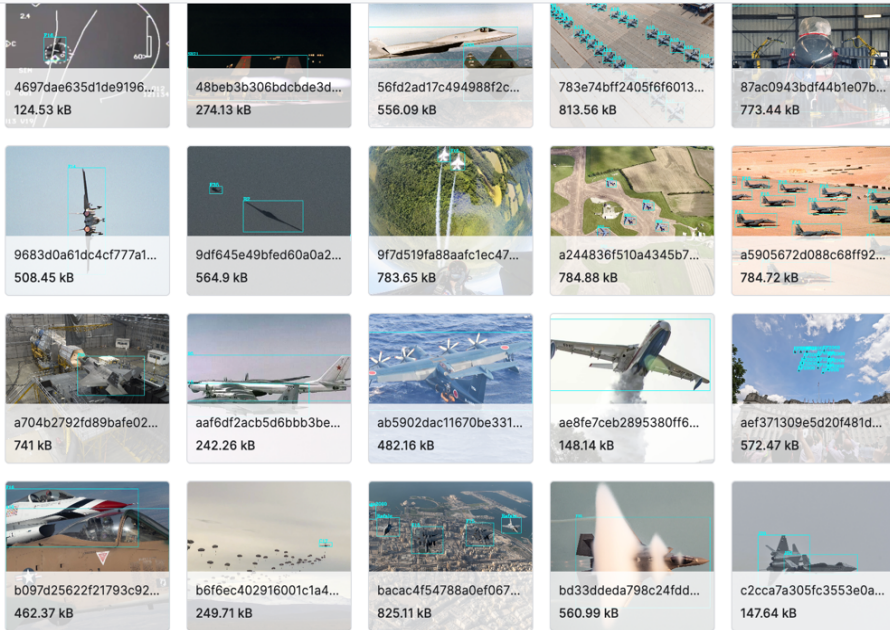 4697dae635d1de9196...
124.53 kB
48beb3b306bdcbde3d...
274.13 kB
56fd2ad17c494988f2c...
556.09 kB
783e74bff2405f6f6013...
813.56 kB
87ac0943bdf44b1e07b...
773.44 kB
9683d0a61dc4cf777a1...
508.45 kB
9df645e49bfed60a0a2...
564.9 kB
9f7d519fa88aafc1ec47...
783.65 kB
a244836f510a4345b7...
784.88 kB
a5905672d088c68ff92...
784.72 kB
a704b2792fd89bafe02...
741 kB
aaf6df2acb5d6bbb3be...
242.26 kB
ab5902dac11670be331...
482.16 kB
ae8fe7ceb2895380ff6...
148.14 kB
aef371309e5d20f481d...
572.47 kB
b097d25622f21793c92...
462.37 kB
b6f6ec402916001c1a4...
249.71 kB
bacac4f54788a0ef067...
825.11 kB
bd33ddeda798c24fdd...
560.99 kB
c2cca7a305fc3553e0a...
147.64 kB